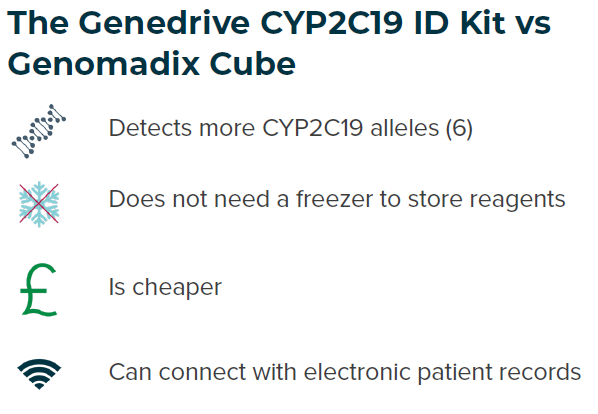 The Genedrive CYP2C19 ID Kit vs
Genomadix Cube
Detects more CYP2C19 alleles (6)
Does not need a freezer to store reagents
£
Is cheaper
Can connect with electronic patient records